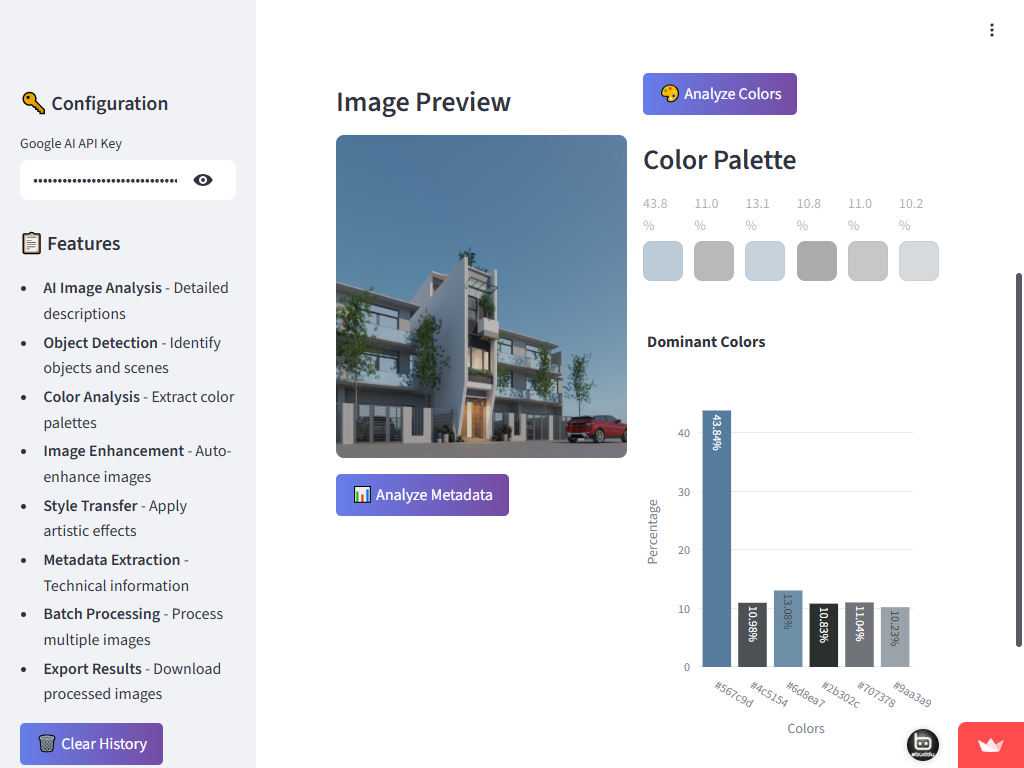 Configuration
Google AI API Key
••••••••••••••••••••••••••••••
Features
• AI Image Analysis - Detailed
descriptions
• Object Detection - Identify
objects and scenes
• Color Analysis - Extract color
palettes
• Image Enhancement - Auto-
enhance images
• Style Transfer - Apply
artistic effects
• Metadata Extraction -
Technical information
• Batch Processing - Process
multiple images
• Export Results - Download
processed images
Clear History
Image Preview
Analyze Metadata
Analyze Colors
Color Palette
43.8 11.0 13.1 10.8 11.0 10.2
% % % % % %
Dominant Colors
Percentage
40
30
20
10
0
43.84% 10.98% 13.08% 10.83% 11.04% 10.23%
#567c9d #4c5154 #6d8ea7 #2b302c #707378 #9aa3a9
Colors
abuddu